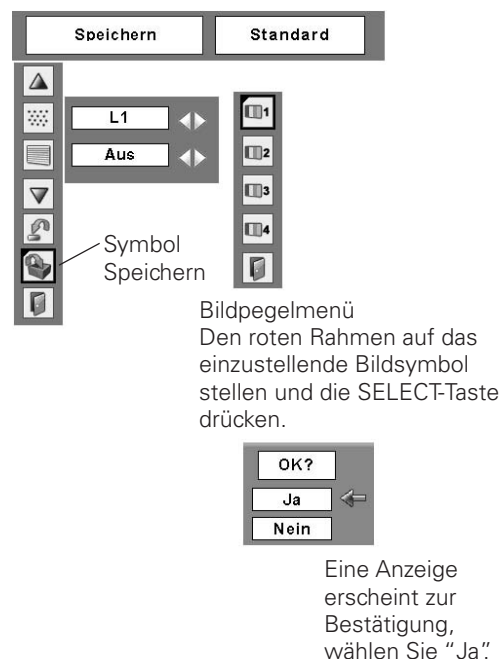 Speichern Standard
L1
Aus
1
2
3
4
Symbol
Speichern
Bildpegelmenü
Den roten Rahmen auf das
einzustellende Bildsymbol
stellen und die SELECT-Taste
drücken.
OK?
Ja
Nein
Eine Anzeige
erscheint zur
Bestätigung,
wählen Sie “Ja”.